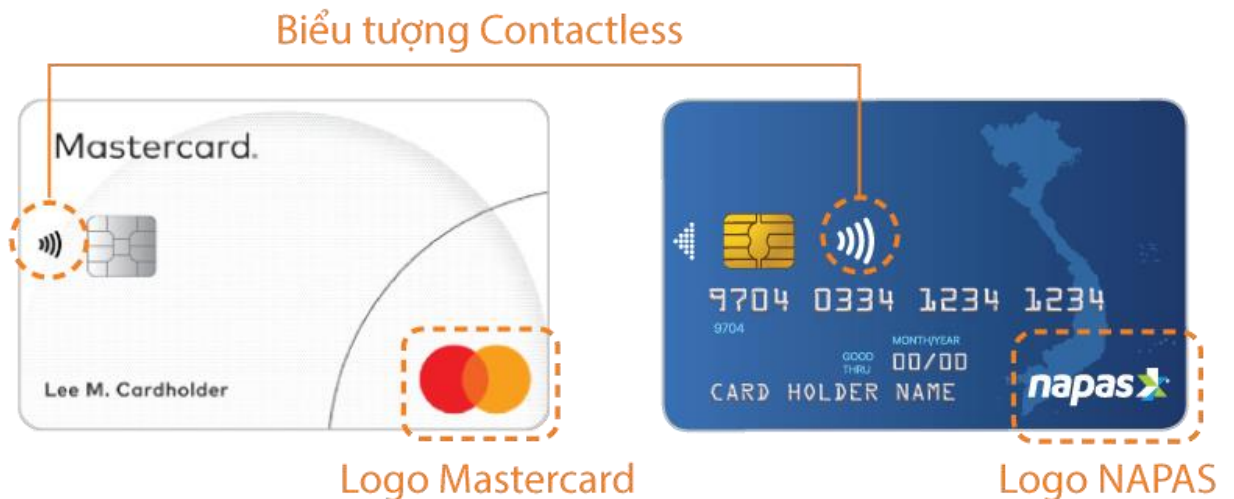 Biểu tượng Contactless
Mastercard.
Lee M. Cardholder
9704 0334 1234 1234
9704
MONTH/YEAR
GOOD
THRU
00/00
CARD HOLDER NAME
napas
Logo Mastercard
Logo NAPAS